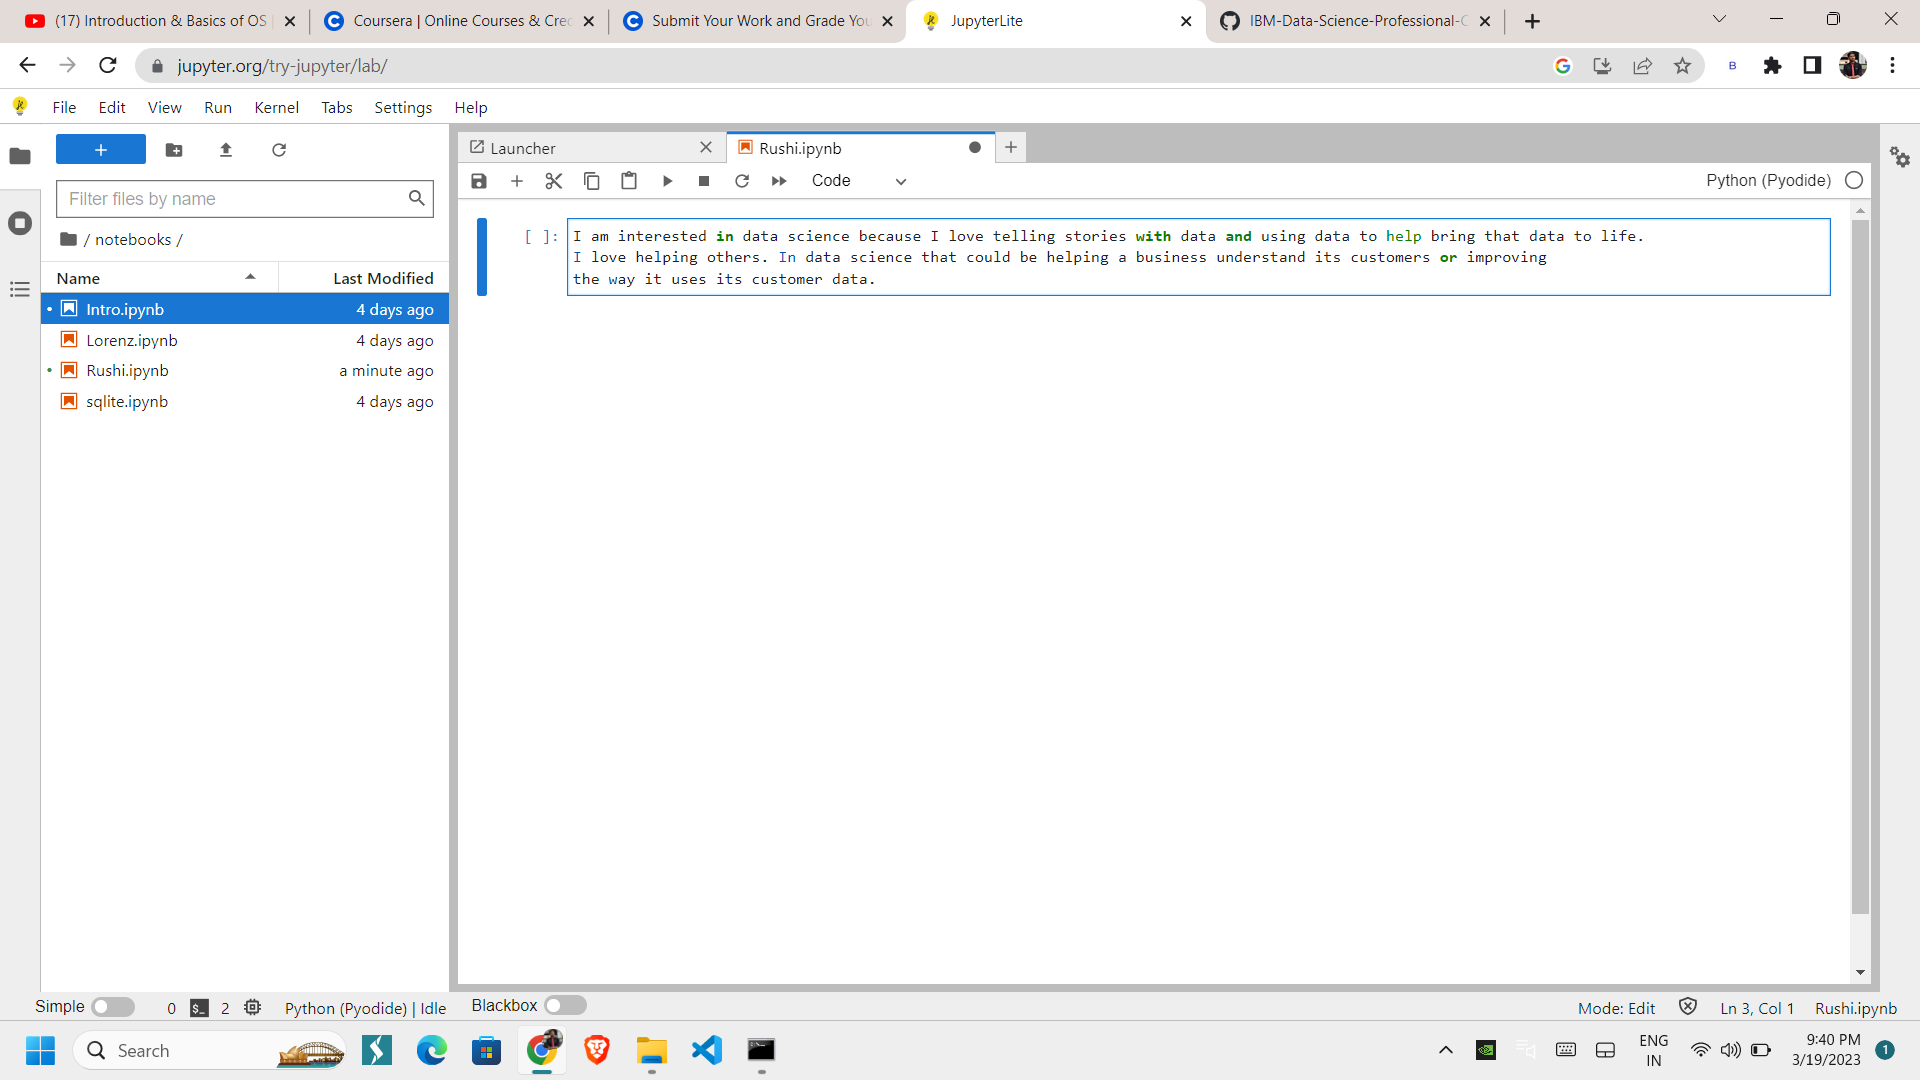 (17) Introduction & Basics of OS
Coursera | Online Courses & Cre
Submit Your Work and Grade You
JupyterLite
IBM-Data-Science-Professional-C
jupyter.org/try-jupyter/lab/
B
File Edit View Run Kernel Tabs Settings Help
+
Launcher
Rushi.ipynb
Filter files by name
Code
Python (Pyodide)
/ notebooks /
Name Last Modified
Intro.ipynb 4 days ago
Lorenz.ipynb 4 days ago
Rushi.ipynb a minute ago
sqlite.ipynb 4 days ago
[ ]: I am interested in data science because I love telling stories with data and using data to help bring that data to life.
I love helping others. In data science that could be helping a business understand its customers or improving
the way it uses its customer data.
Simple 0 $_ 2 Python (Pyodide) | Idle Blackbox Mode: Edit Ln 3, Col 1 Rushi.ipynb
Search
ENG
IN
9:40 PM
3/19/2023
1